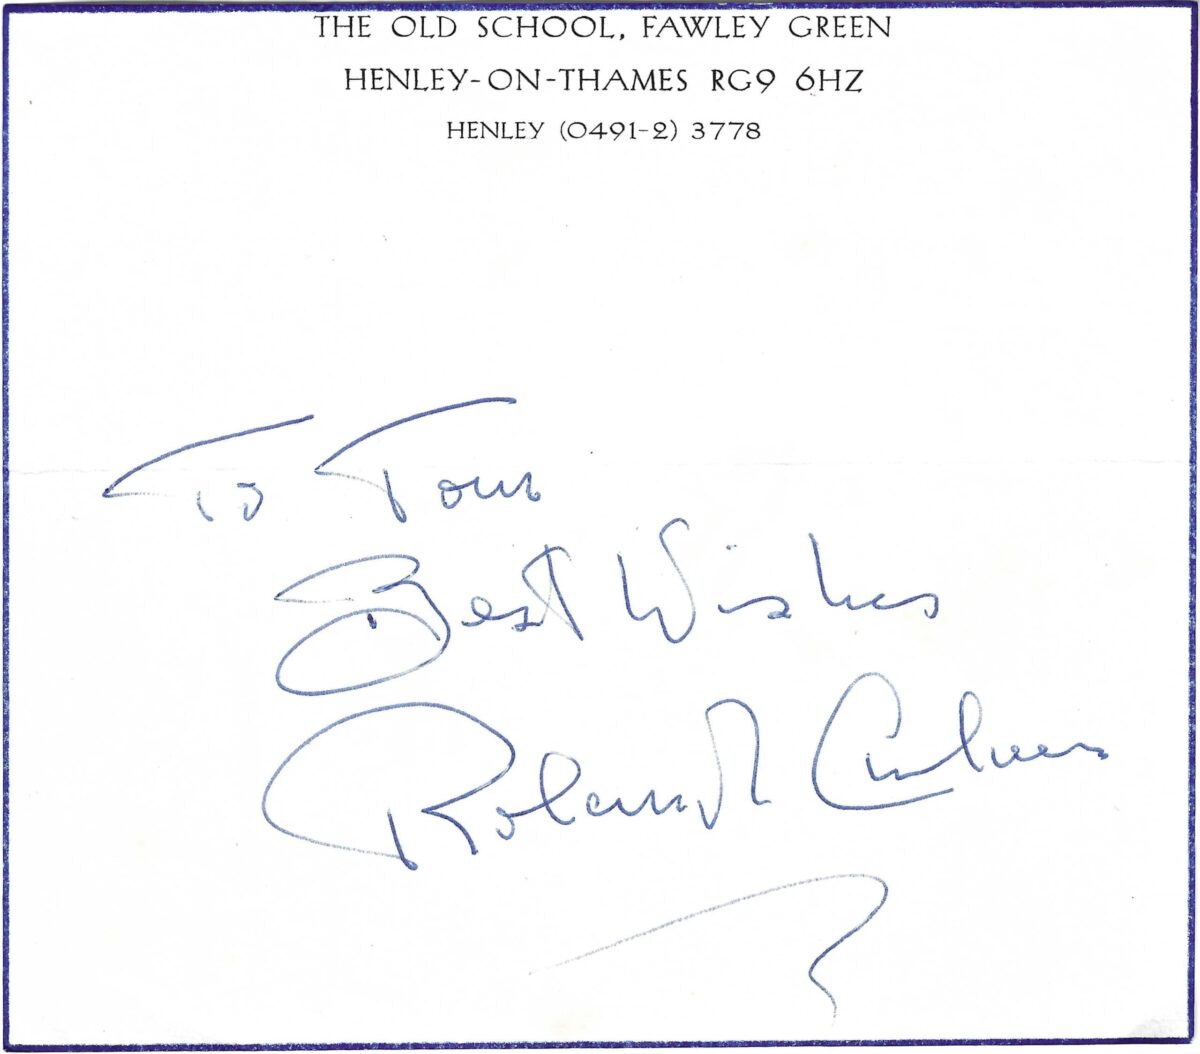 THE OLD SCHOOL, FAWLEY GREEN
HENLEY-ON-THAMES RG9 6HZ
HENLEY (0491-2) 3778
To Tom
Best Wishes
Roland Culver